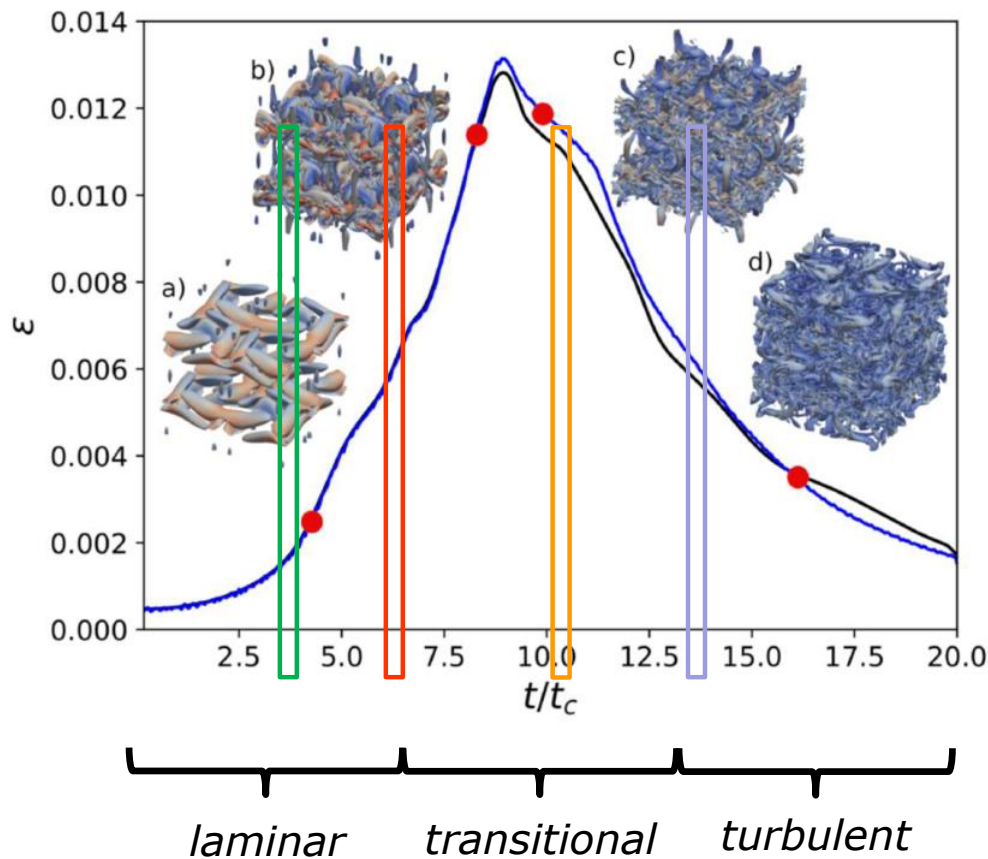 0.014
0.012
0.010
0.008
0.006
0.004
0.002
0.000
ε
a)
b)
c)
d)
2.5 5.0 7.5 10.0 12.5 15.0 17.5 20.0
t/t_c
laminar transitional turbulent